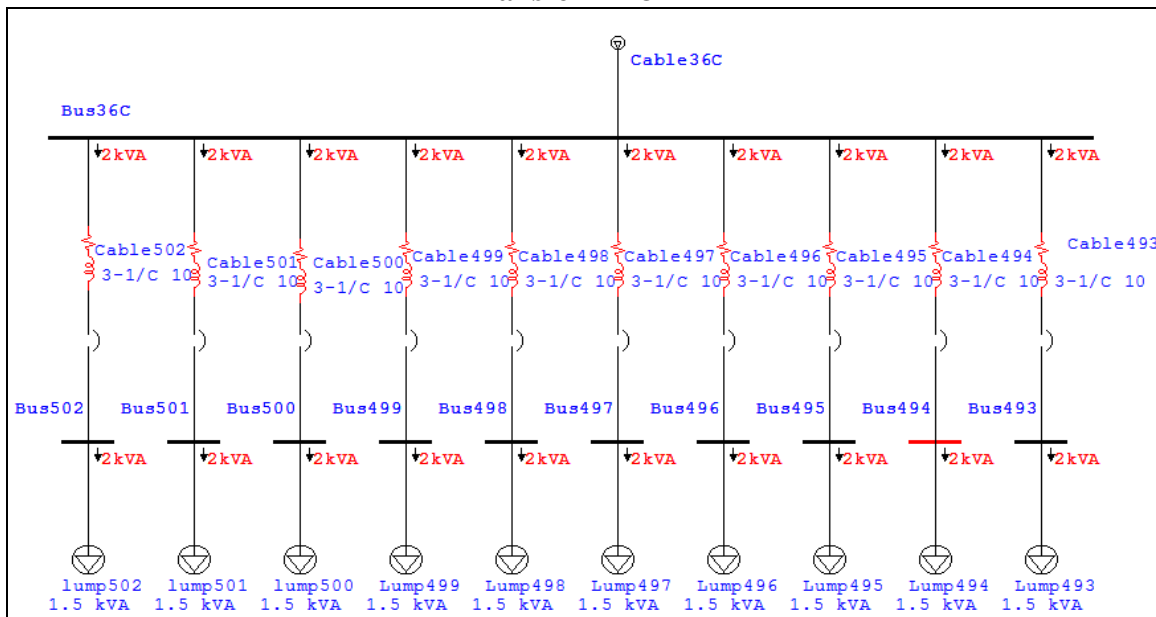 Cable36C
Bus36C
2kVA 2kVA 2kVA 2kVA 2kVA 2kVA 2kVA 2kVA 2kVA 2kVA
Cable502 Cable501 Cable500 Cable499 Cable498 Cable497 Cable496 Cable495 Cable494 Cable493
3-1/C 10 3-1/C 10 3-1/C 10 3-1/C 10 3-1/C 10 3-1/C 10 3-1/C 10 3-1/C 10 3-1/C 10 3-1/C 10
Bus502 Bus501 Bus500 Bus499 Bus498 Bus497 Bus496 Bus495 Bus494 Bus493
2kVA 2kVA 2kVA 2kVA 2kVA 2kVA 2kVA 2kVA 2kVA 2kVA
lump502 lump501 lump500 Lump499 Lump498 Lump497 Lump496 Lump495 Lump494 Lump493
1.5 kVA 1.5 kVA 1.5 kVA 1.5 kVA 1.5 kVA 1.5 kVA 1.5 kVA 1.5 kVA 1.5 kVA 1.5 kVA